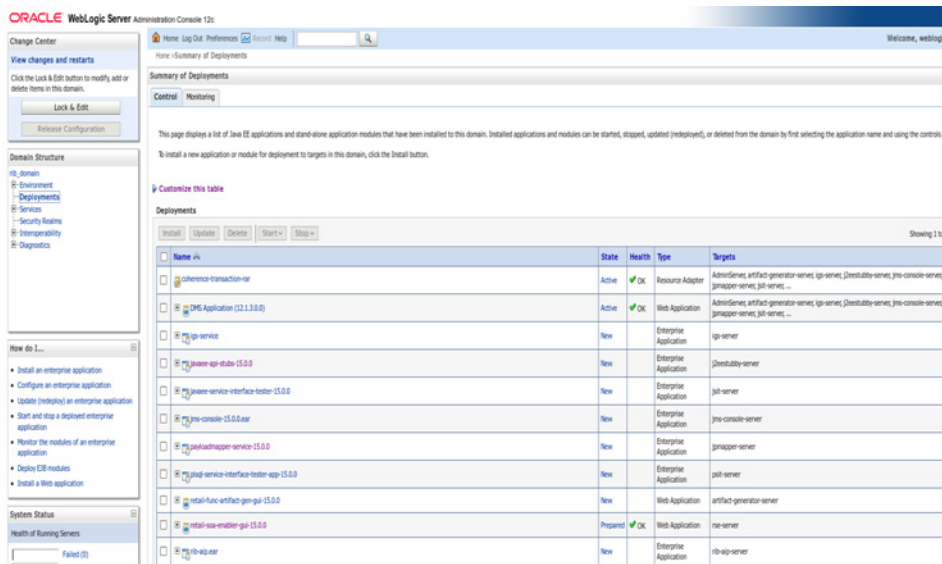 ORACLE WebLogic Server Administration Console 12c
Change Center
View changes and restarts
Click the Lock & Edit button to modify, add or
delete items in this domain.
Lock & Edit
Release Configuration
Domain Structure
rib_domain
Environment
Deployments
Services
Security Realms
Interoperability
Diagnostics
How do I...
Install an enterprise application
Configure an enterprise application
Update (redeploy) an enterprise application
Start and stop a deployed enterprise
application
Monitor the modules of an enterprise
application
Deploy EJB modules
Install a Web application
System Status
Health of Running Servers
Failed (0)
Home Log Out Preferences Record Help
Welcome, weblogi
Home >Summary of Deployments
Summary of Deployments
Control Monitoring
This page displays a list of Java EE applications and stand-alone application modules that have been installed to this domain. Installed applications and modules can be started, stopped, updated (redeployed), or deleted from the domain by first selecting the application name and using the controls
To install a new application or module for deployment to targets in this domain, click the Install button.
Customize this table
Deployments
Install Update Delete Start Stop
Showing 1 to
Name State Health Type Targets
coherence-transaction-rar Active OK Resource Adapter AdminServer, artifact-generator-server, igs-server, j2eestubby-server, jms-console-server,
jpmapper-server, jsit-server, ...
DMS Application (12.1.3.0.0) Active OK Web Application AdminServer, artifact-generator-server, igs-server, j2eestubby-server, jms-console-server,
jpmapper-server, jsit-server, ...
igs-service New Enterprise Application igs-server
javaee-api-stubs-15.0.0 New Enterprise Application j2eestubby-server
javaee-service-interface-tester-15.0.0 New Enterprise Application jsit-server
jms-console-15.0.0.ear New Enterprise Application jms-console-server
payloadmapper-service-15.0.0 New Enterprise Application jpmapper-server
plsql-service-interface-tester-app-15.0.0 New Enterprise Application psit-server
retail-func-artifact-gen-gui-15.0.0 New Web Application artifact-generator-server
retail-soa-enabler-gui-15.0.0 Prepared OK Web Application rse-server
rib-aip.ear New Enterprise Application rib-aip-server